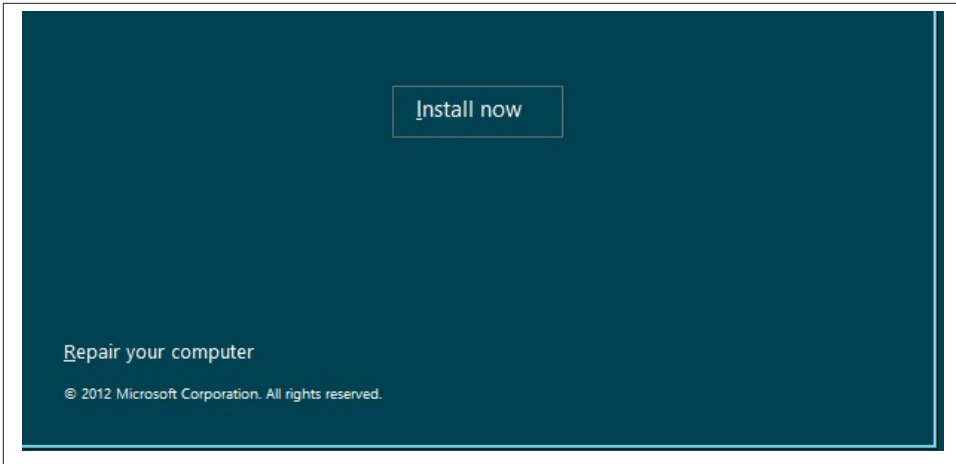 Install now
Repair your computer
© 2012 Microsoft Corporation. All rights reserved.